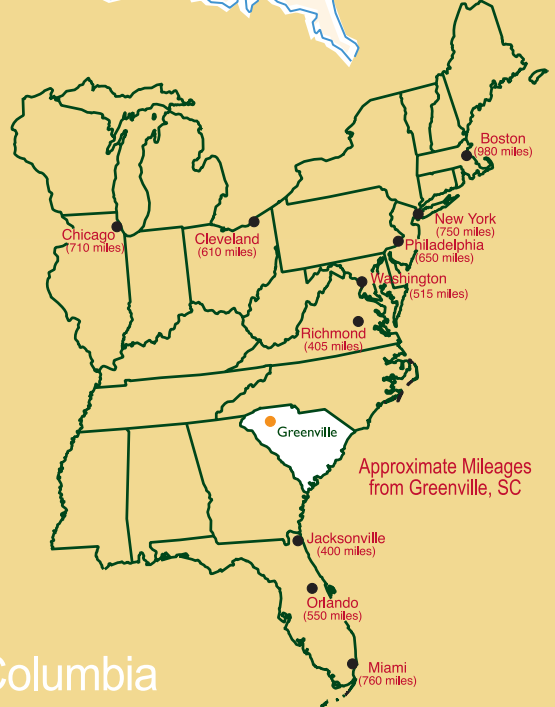 Boston
(980 miles)
New York
(750 miles)
Chicago
(710 miles)
Cleveland
(610 miles)
Philadelphia
(650 miles)
Washington
(515 miles)
Richmond
(405 miles)
Greenville
Approximate Mileages
from Greenville, SC
Jacksonville
(400 miles)
Orlando
(550 miles)
Miami
(760 miles)
Columbia